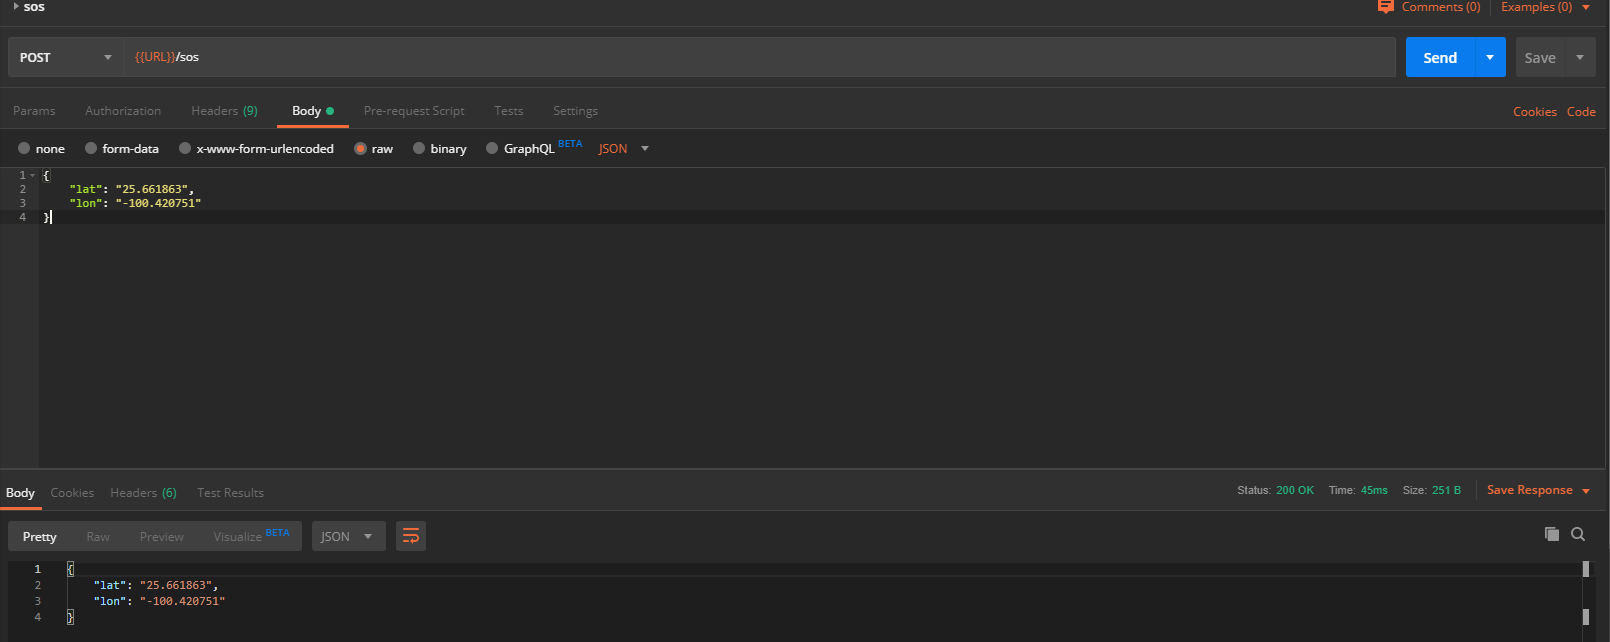 sos Comments (0) Examples (0)
POST {{URL}}/sos Send Save
Params Authorization Headers (9) Body Pre-request Script Tests Settings Cookies Code
none form-data x-www-form-urlencoded raw binary GraphQL BETA JSON
1 {
2 "lat": "25.661863",
3 "lon": "-100.420751"
4 }
Body Cookies Headers (6) Test Results Status: 200 OK Time: 45ms Size: 251 B Save Response
Pretty Raw Preview Visualize BETA JSON
1 {
2 "lat": "25.661863",
3 "lon": "-100.420751"
4 }